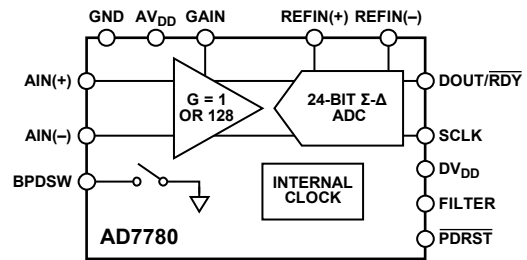 GND AVDD GAIN REFIN(+) REFIN(–)
AIN(+)
G = 1
OR 128
24-BIT Σ-Δ
ADC
DOUT/RDY
AIN(–)
SCLK
BPDSW
INTERNAL
CLOCK
DVDD
FILTER
AD7780
PDRST